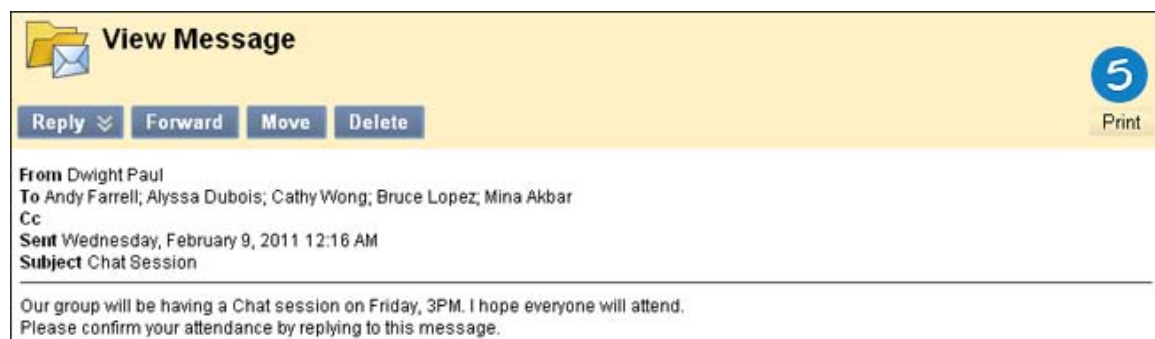 View Message
5
Reply Forward Move Delete Print
From Dwight Paul
To Andy Farrell; Alyssa Dubois; Cathy Wong; Bruce Lopez; Mina Akbar
Cc
Sent Wednesday, February 9, 2011 12:16 AM
Subject Chat Session
Our group will be having a Chat session on Friday, 3PM. I hope everyone will attend.
Please confirm your attendance by replying to this message.